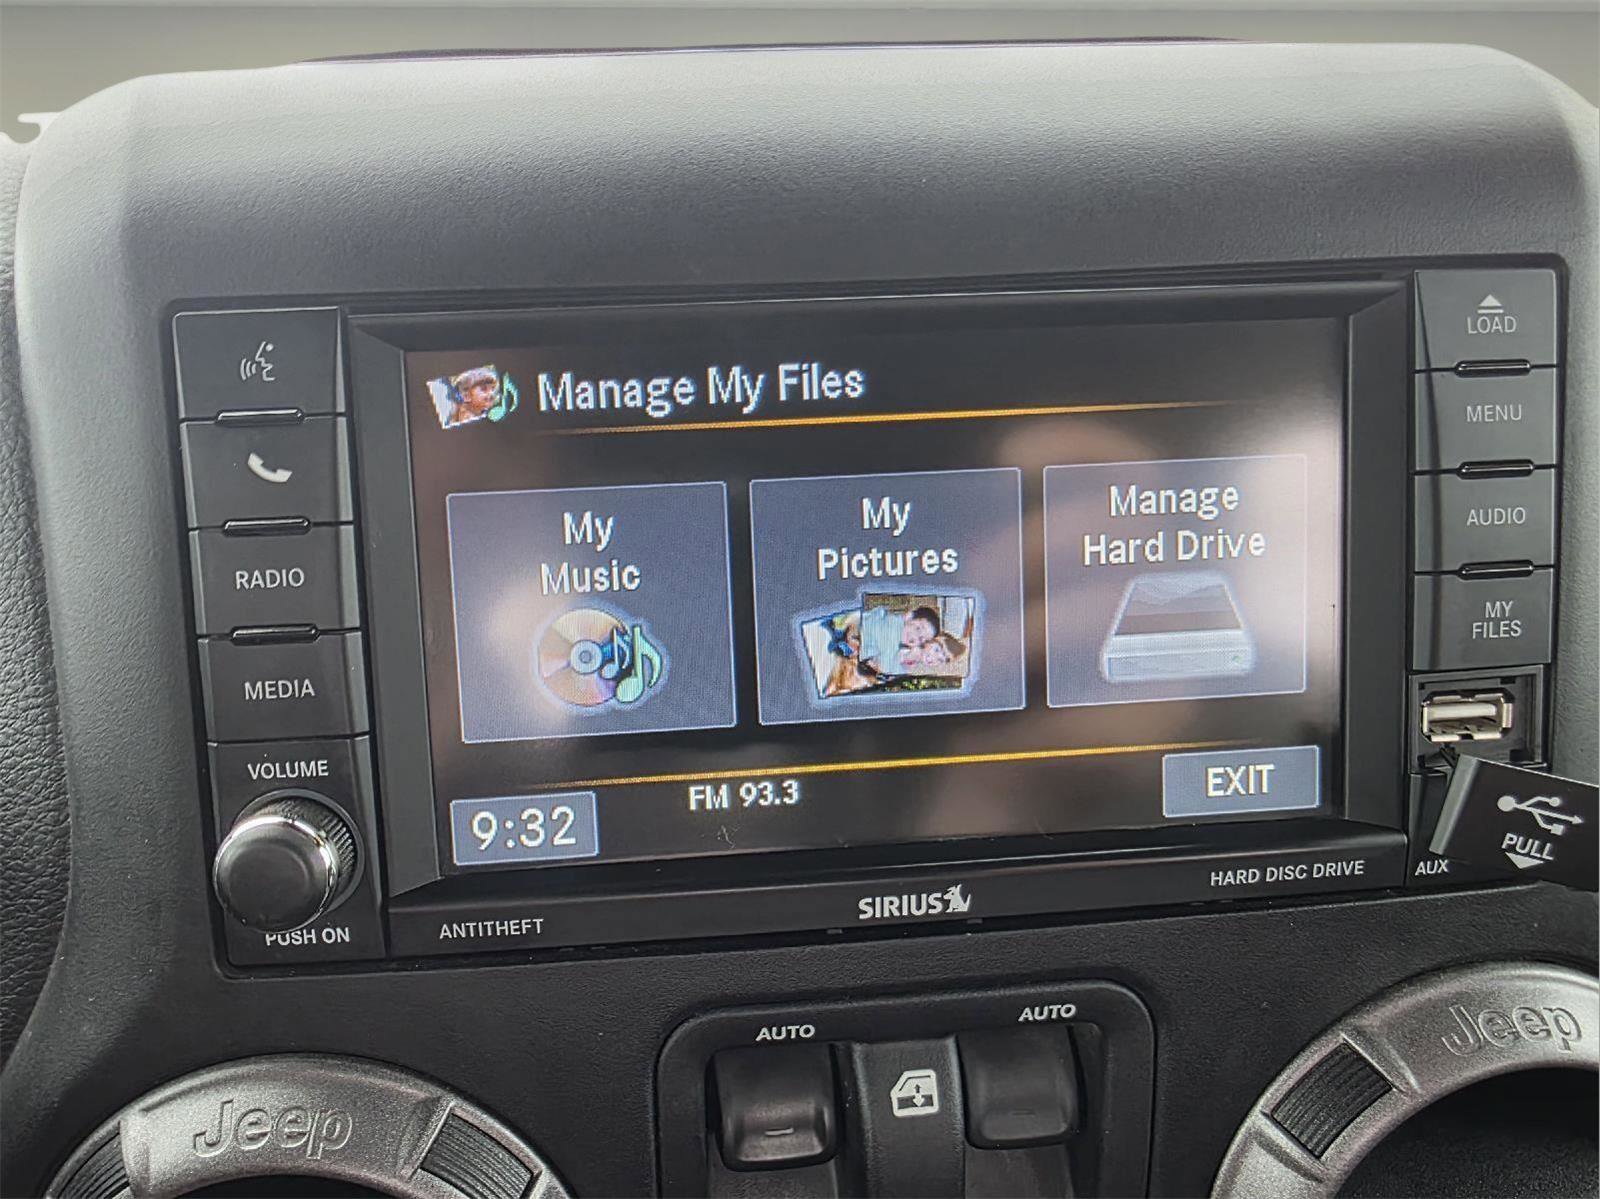 Manage My Files
My
Music
My
Pictures
Manage
Hard Drive
9:32
FM 93.3
EXIT
RADIO
MEDIA
VOLUME
PUSH ON
LOAD
MENU
AUDIO
MY
FILES
AUX
PULL
ANTITHEFT
SIRIUS
HARD DISC DRIVE
AUTO
AUTO
Jeep
Jeep